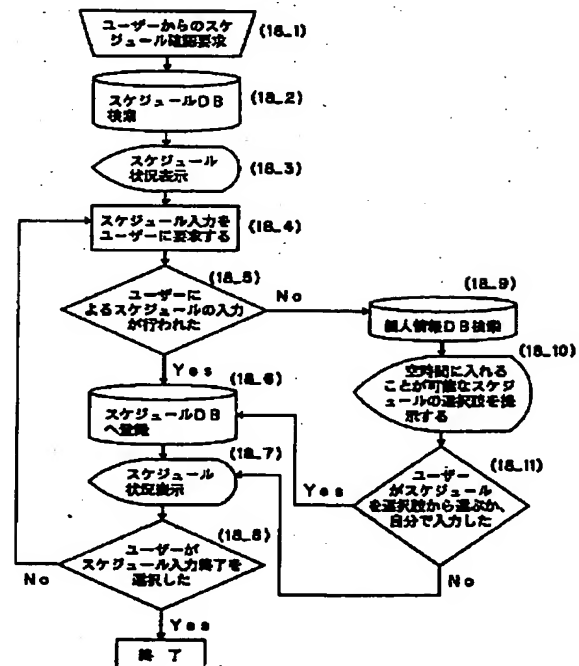 ユーザーからのスケ
ジュール確認要求
(18_1)
スケジュールDB
検索
(18_2)
スケジュール
状況表示
(18_3)
スケジュール入力を
ユーザーに要求する
(18_4)
ユーザーに
よるスケジュールの入力
が行われた
(18_5)
No
Yes
個人情報DB検索
(18_9)
空時間に入れる
ことが可能なスケジ
ュールの選択肢を提
示する
(18_10)
スケジュールDB
へ登録
(18_6)
スケジュール
状況表示
(18_7)
ユーザー
がスケジュール
を選択肢から選ぶか、
自分で入力した
(18_11)
Yes
No
ユーザーが
スケジュール入力終了を
選択した
(18_8)
No
Yes
終 了